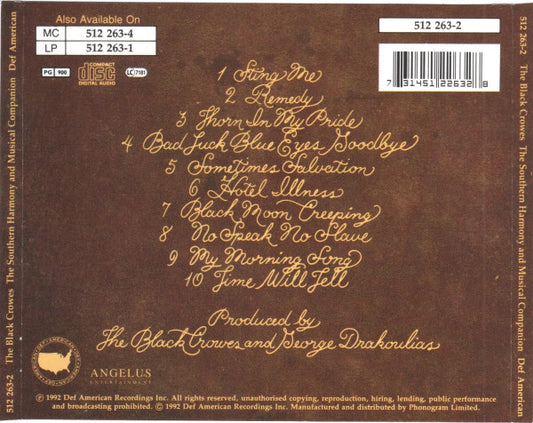 Also Available On
MC 512 263-4
LP 512 263-1
512 263-2
PG 900
COMPACT
disc
DIGITAL AUDIO
LC 7181
7 31451 22632 8
1 Sting Me
2 Remedy
3 Thorn In My Pride
4 Bad Luck Blue Eyes Goodbye
5 Sometimes Salvation
6 Hotel Illness
7 Black Moon Creeping
8 No Speak No Slave
9 My Morning Song
10 Time Will Tell
Produced by
The Black Crowes and George Drakoulias
DEF AMERICAN RECORDINGS
ANGELUS
ENTERTAINMENT
℗ 1992 Def American Recordings Inc. All rights reserved, unauthorised copying, reproduction, hiring, lending, public performance
and broadcasting prohibited. © 1992 Def American Recordings Inc. Manufactured and distributed by Phonogram Limited.
512 263-2 The Black Crowes The Southern Harmony and Musical Companion Def American
512 263-2 The Black Crowes The Southern Harmony and Musical Companion Def American